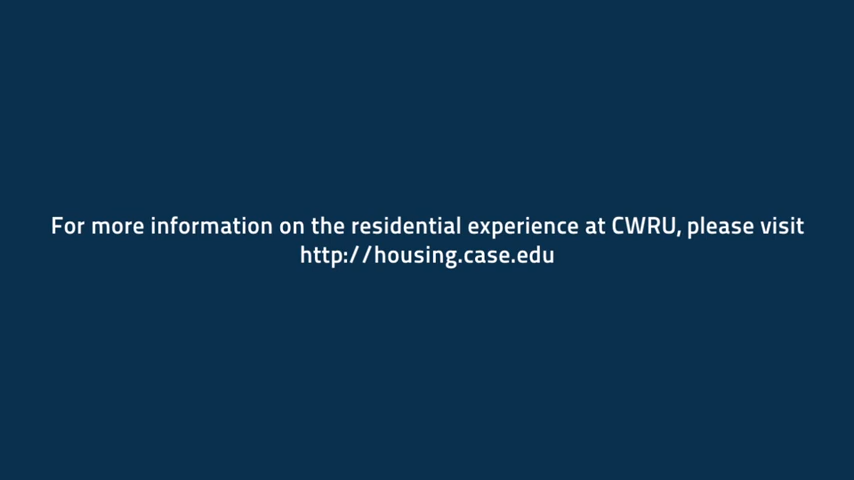 For more information on the residential experience at CWRU, please visit
http://housing.case.edu